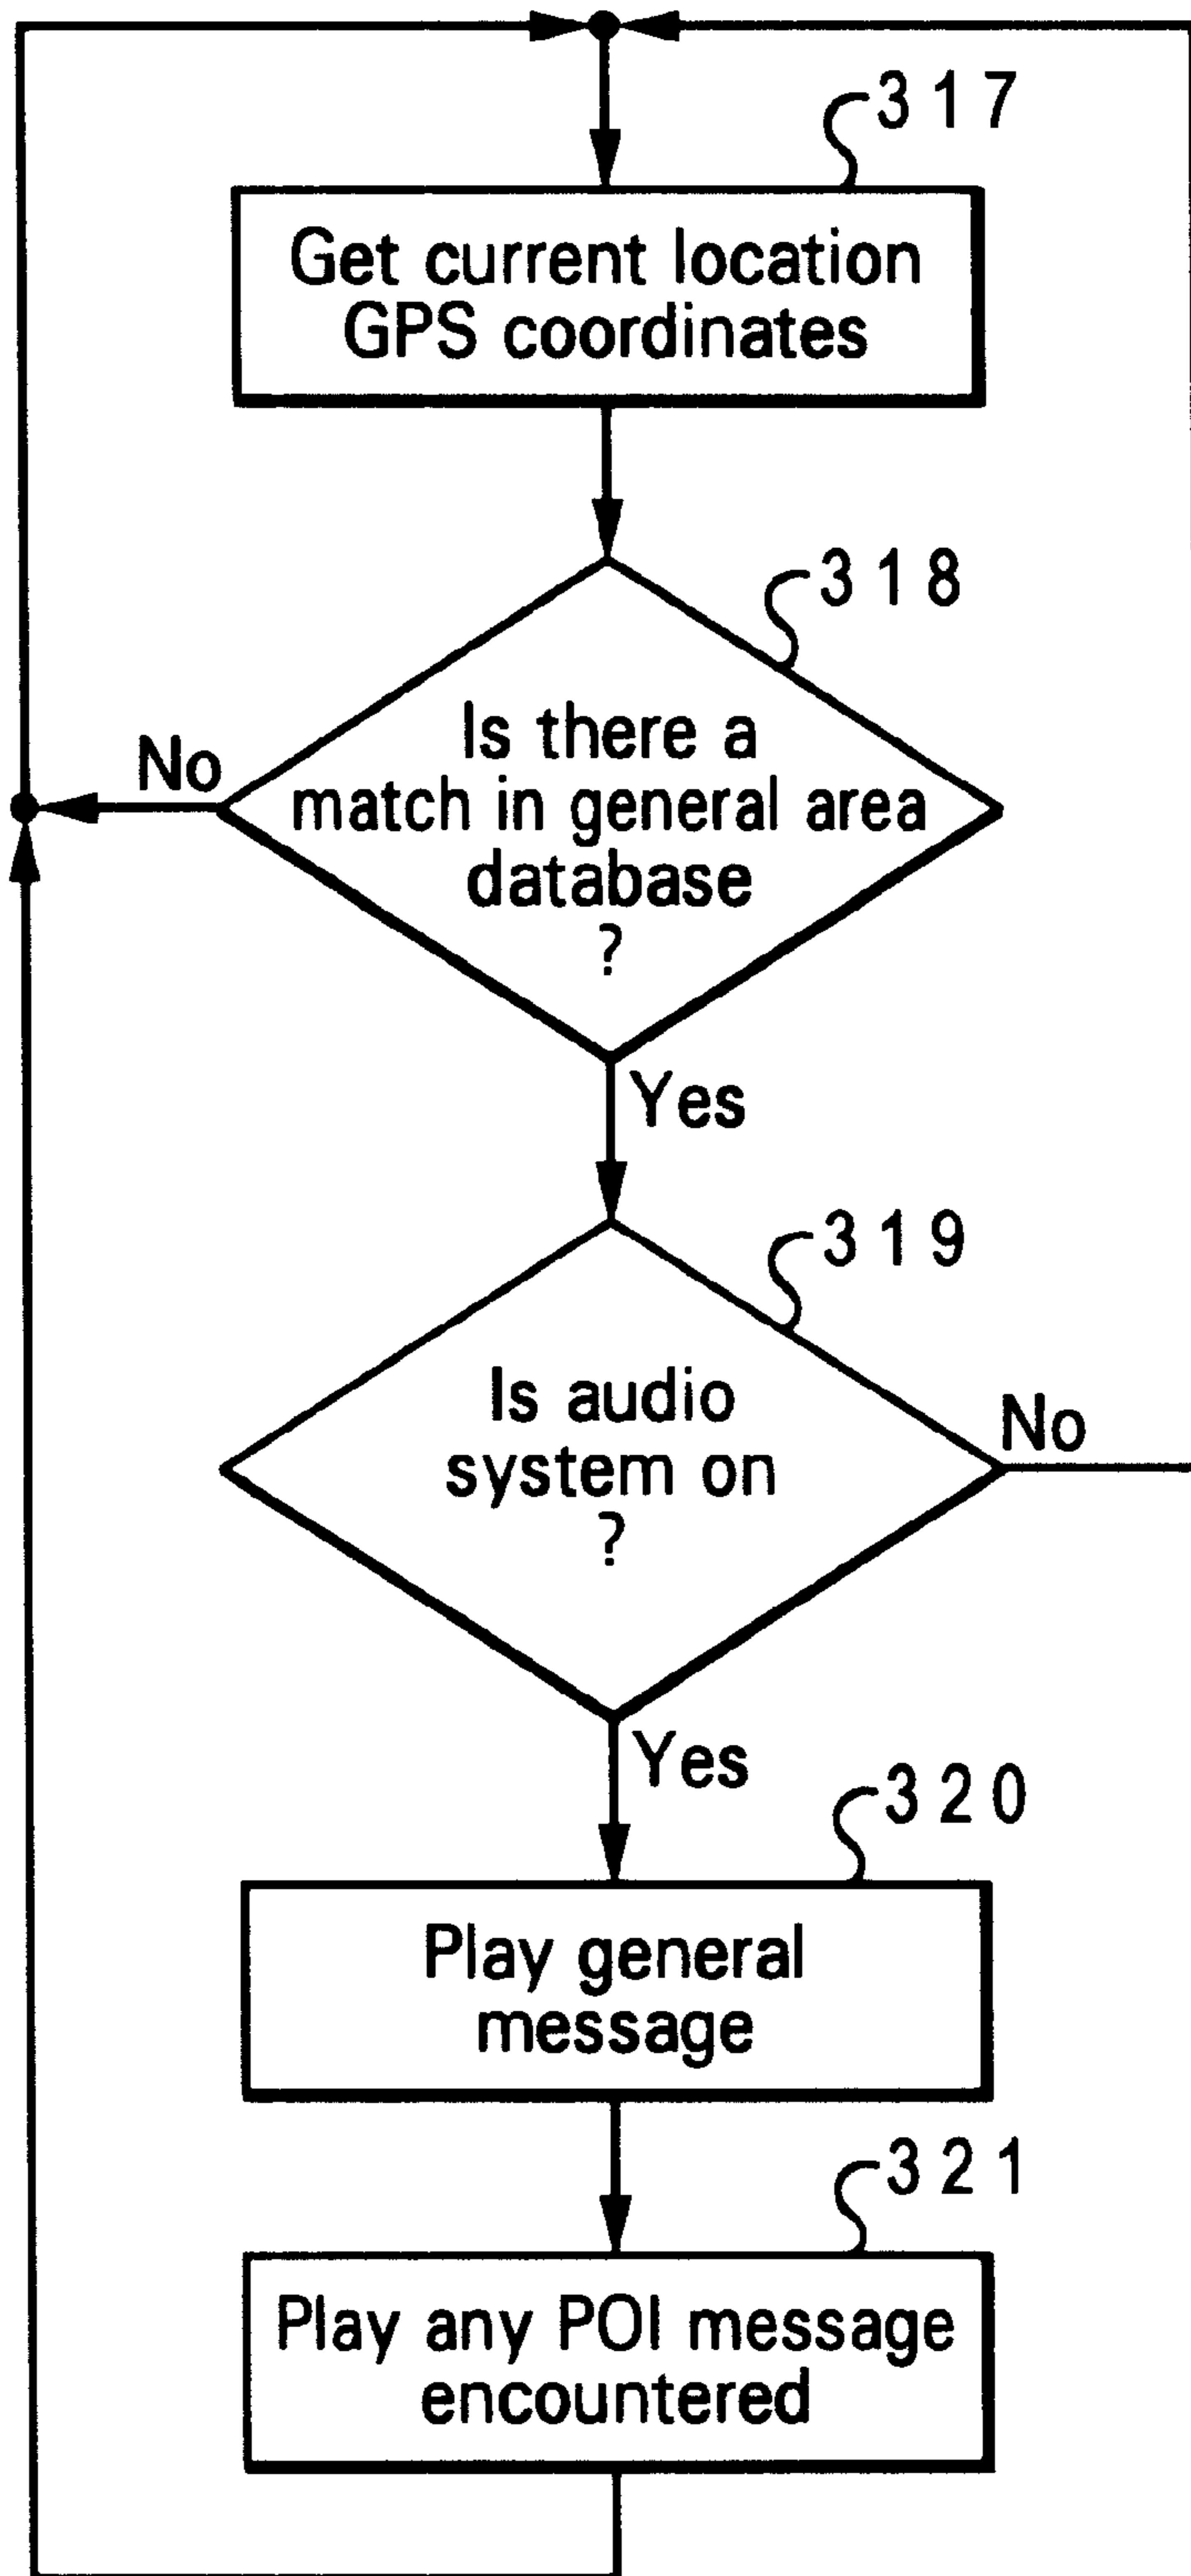 317
Get current location
GPS coordinates
318
Is there a
match in general area
database
?
No
Yes
319
Is audio
system on
?
No
Yes
320
Play general
message
321
Play any POI message
encountered